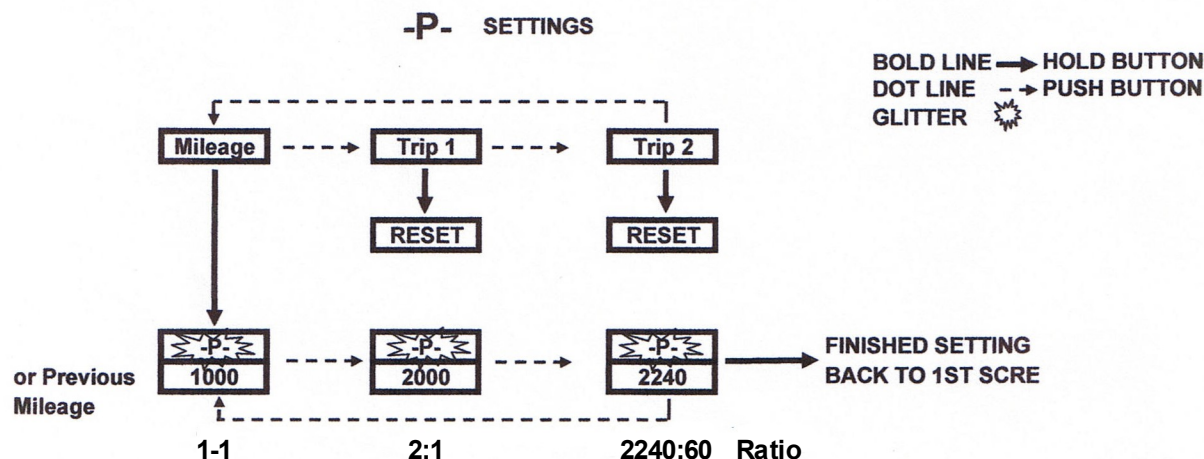 -P- SETTINGS
BOLD LINE HOLD BUTTON
DOT LINE PUSH BUTTON
GLITTER
Mileage Trip 1 Trip 2
RESET RESET
-P- -P- -P-
1000 2000 2240
FINISHED SETTING
BACK TO 1ST SCRE
or Previous
Mileage
1-1 2:1 2240:60 Ratio